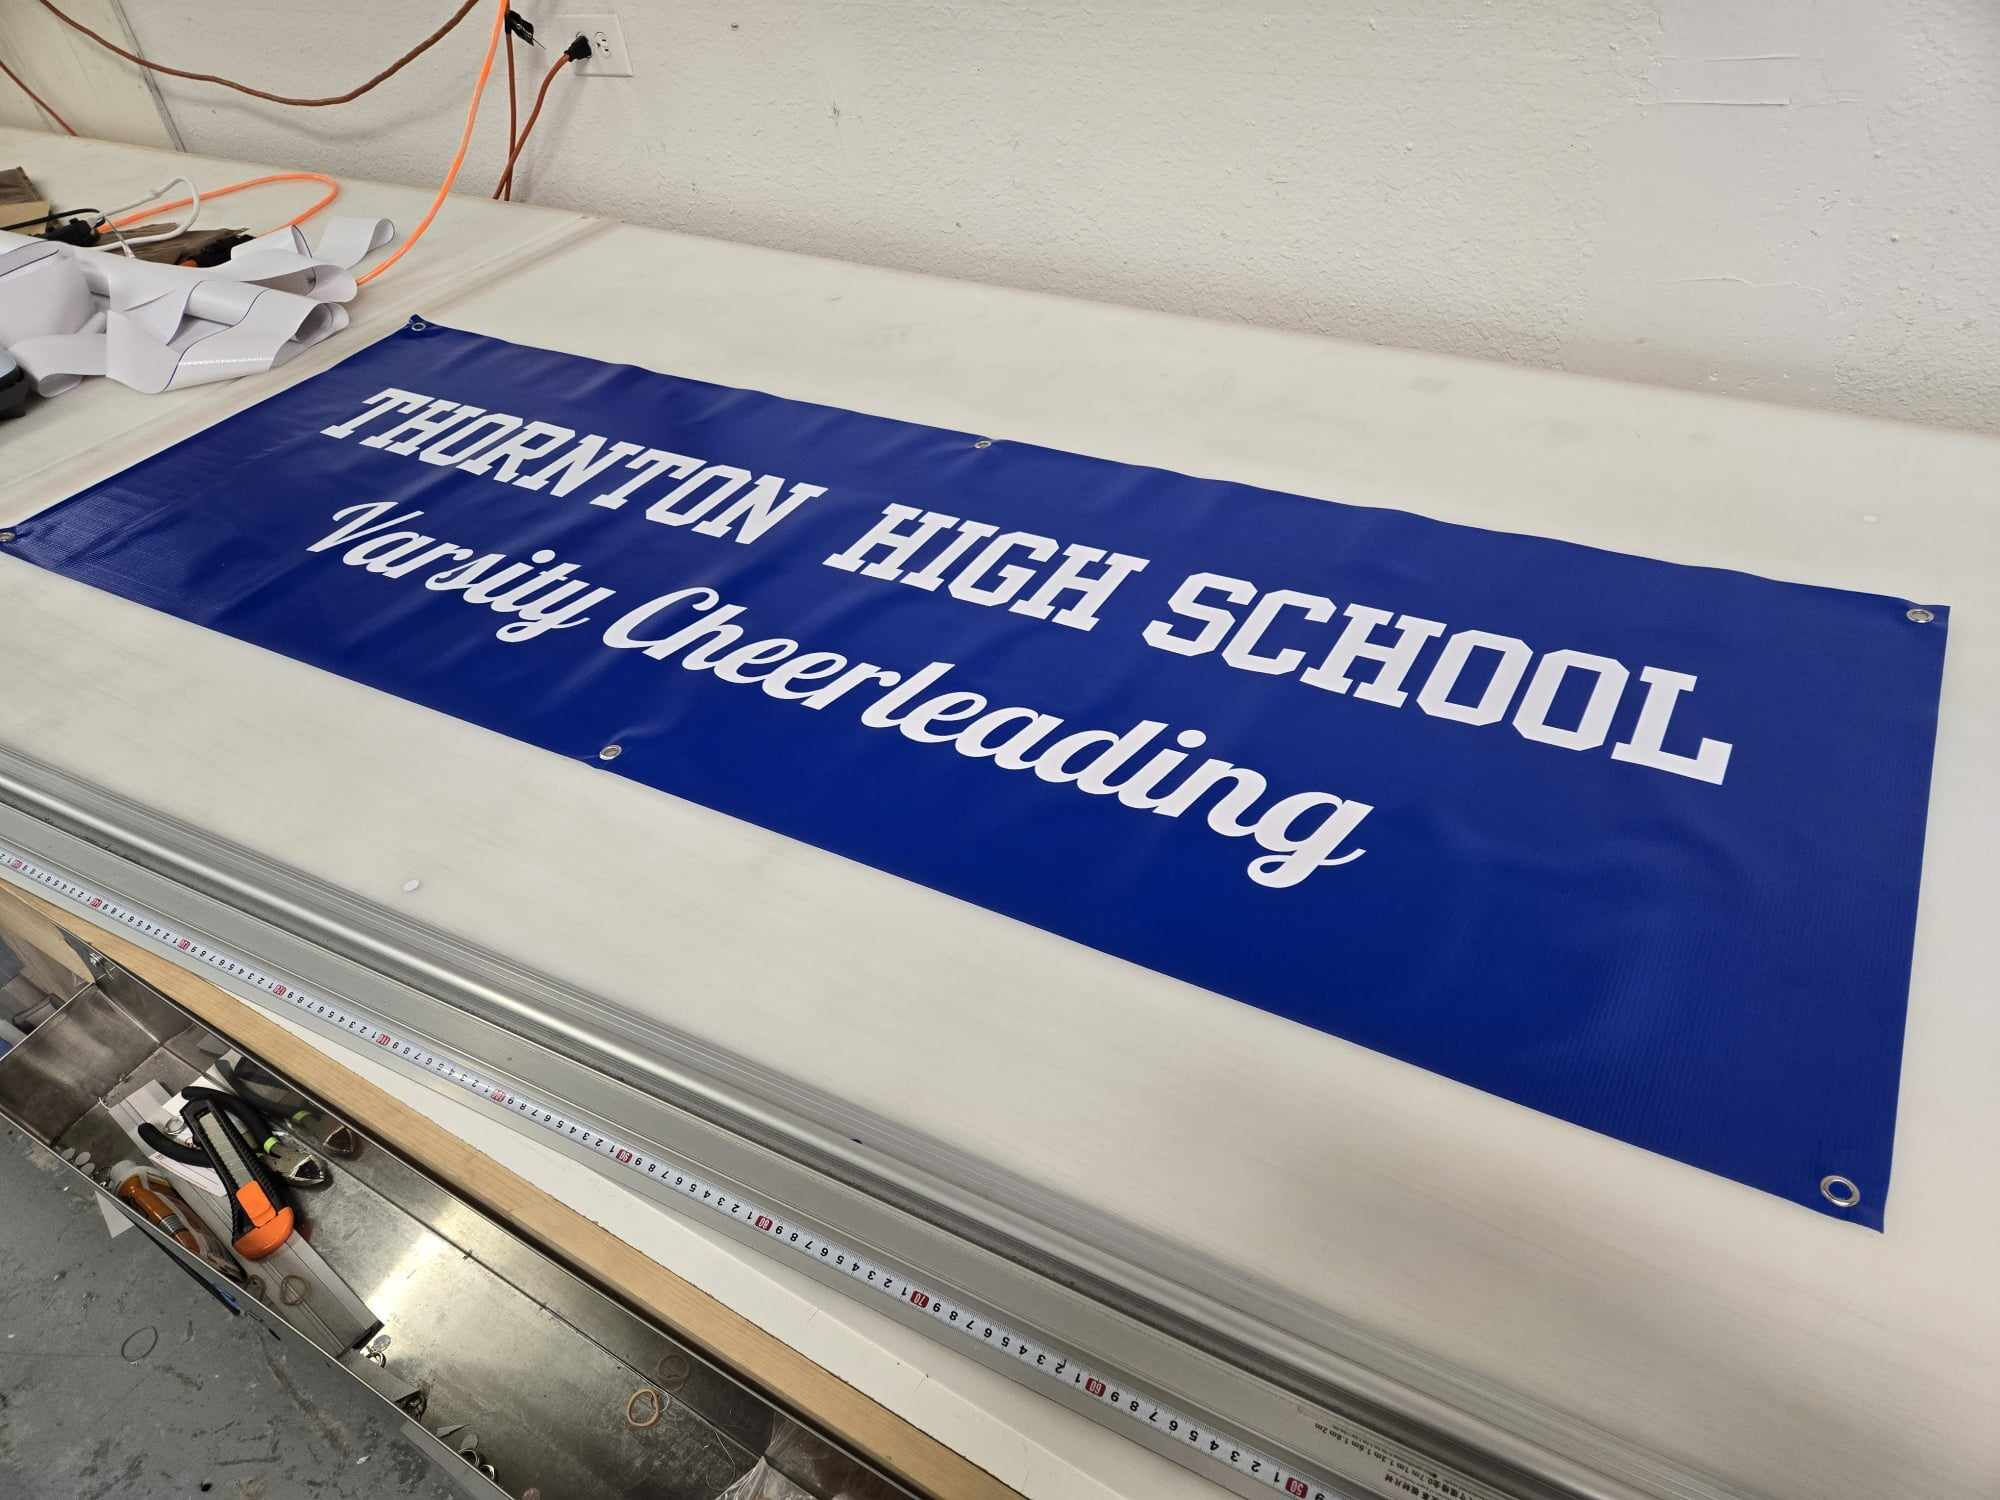 THORNTON HIGH SCHOOL
Varsity Cheerleading